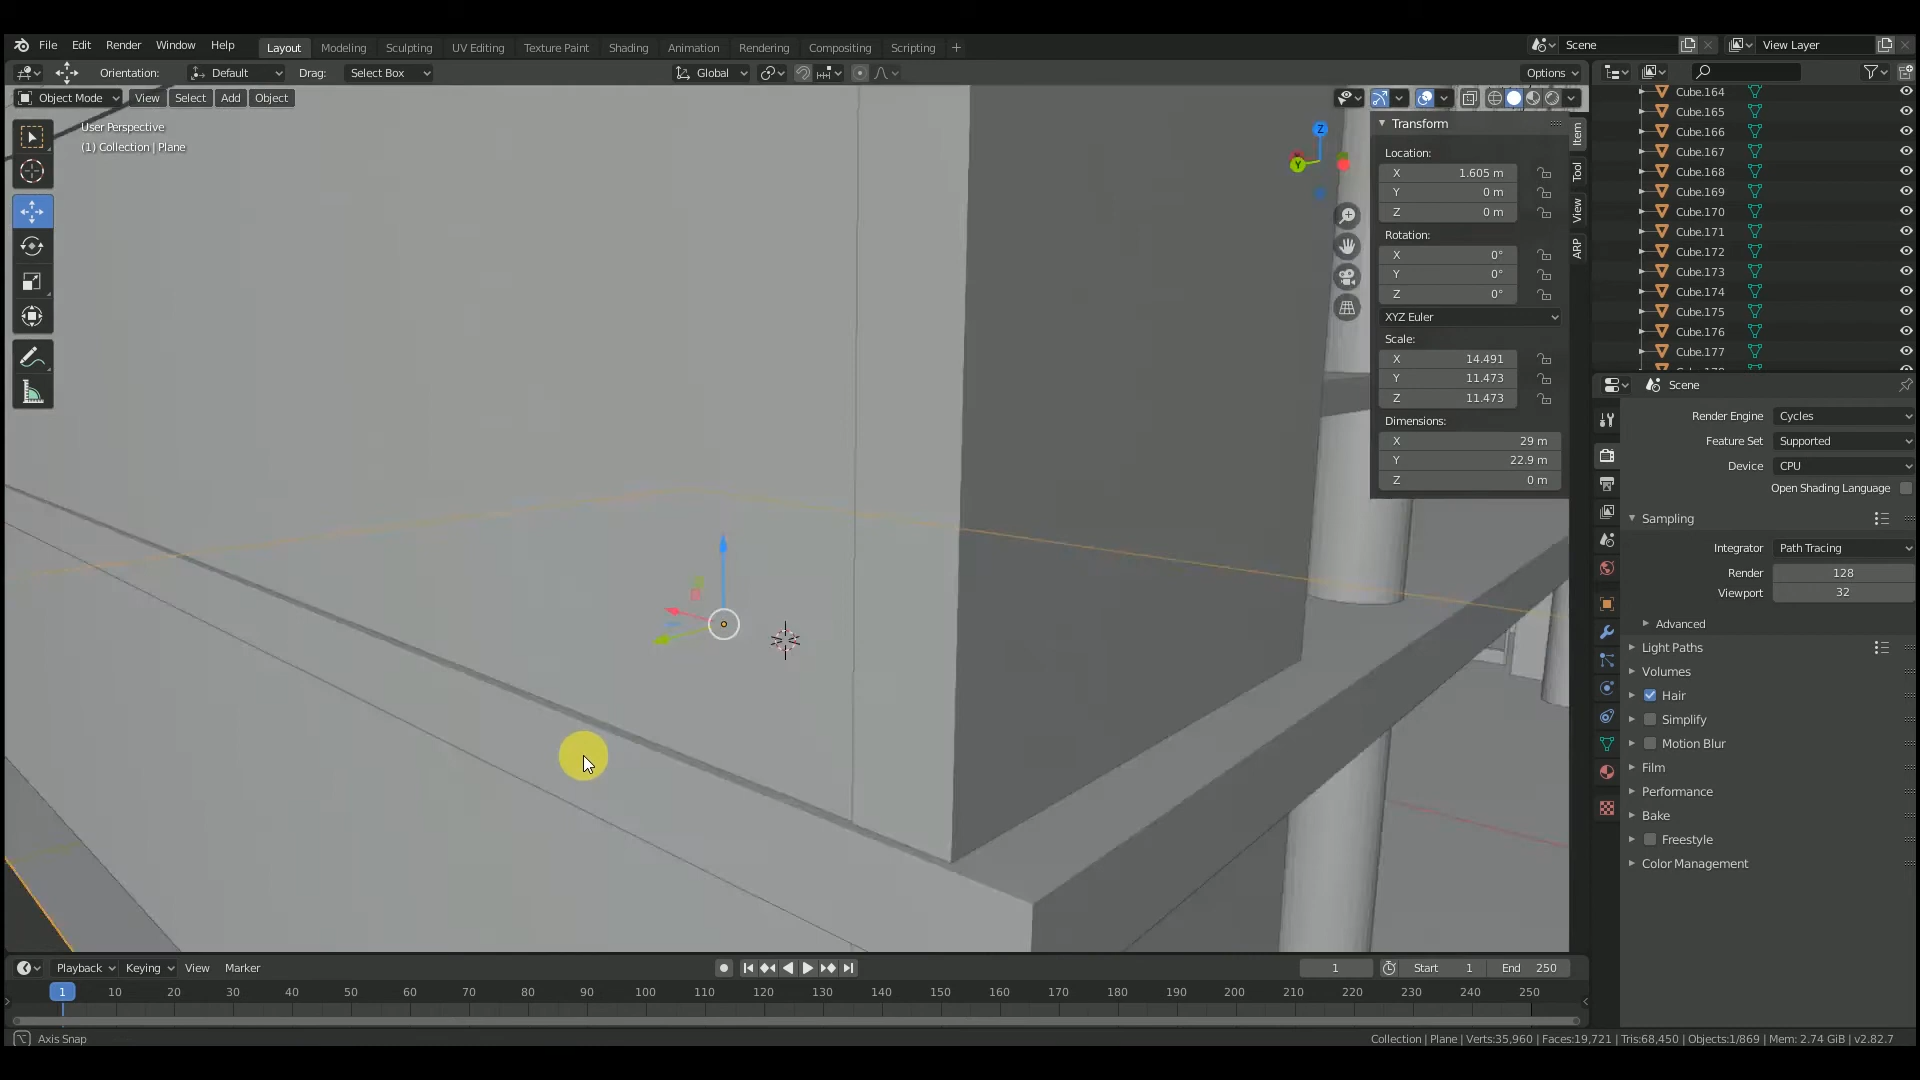 File Edit Render Window Help Layout Modeling Sculpting UV Editing Texture Paint Shading Animation Rendering Compositing Scripting + Scene View Layer
Orientation: Default Drag: Select Box Global Options
Object Mode View Select Add Object
User Perspective
(1) Collection | Plane
Z
Y
Transform
Location:
X 1.605 m
Y 0 m
Z 0 m
Rotation:
X 0°
Y 0°
Z 0°
XYZ Euler
Scale:
X 14.491
Y 11.473
Z 11.473
Dimensions:
X 29 m
Y 22.9 m
Z 0 m
Item
Tool
View
ARP
Cube.164
Cube.165
Cube.166
Cube.167
Cube.168
Cube.169
Cube.170
Cube.171
Cube.172
Cube.173
Cube.174
Cube.175
Cube.176
Cube.177
Scene
Render Engine Cycles
Feature Set Supported
Device CPU
Open Shading Language
Sampling
Integrator Path Tracing
Render 128
Viewport 32
Advanced
Light Paths
Volumes
Hair
Simplify
Motion Blur
Film
Performance
Bake
Freestyle
Color Management
Playback Keying View Marker 1 Start 1 End 250
1 10 20 30 40 50 60 70 80 90 100 110 120 130 140 150 160 170 180 190 200 210 220 230 240 250
Axis Snap
Collection | Plane | Verts:35,960 | Faces:19,721 | Tris:68,450 | Objects:1/869 | Mem: 2.74 GiB | v2.82.7